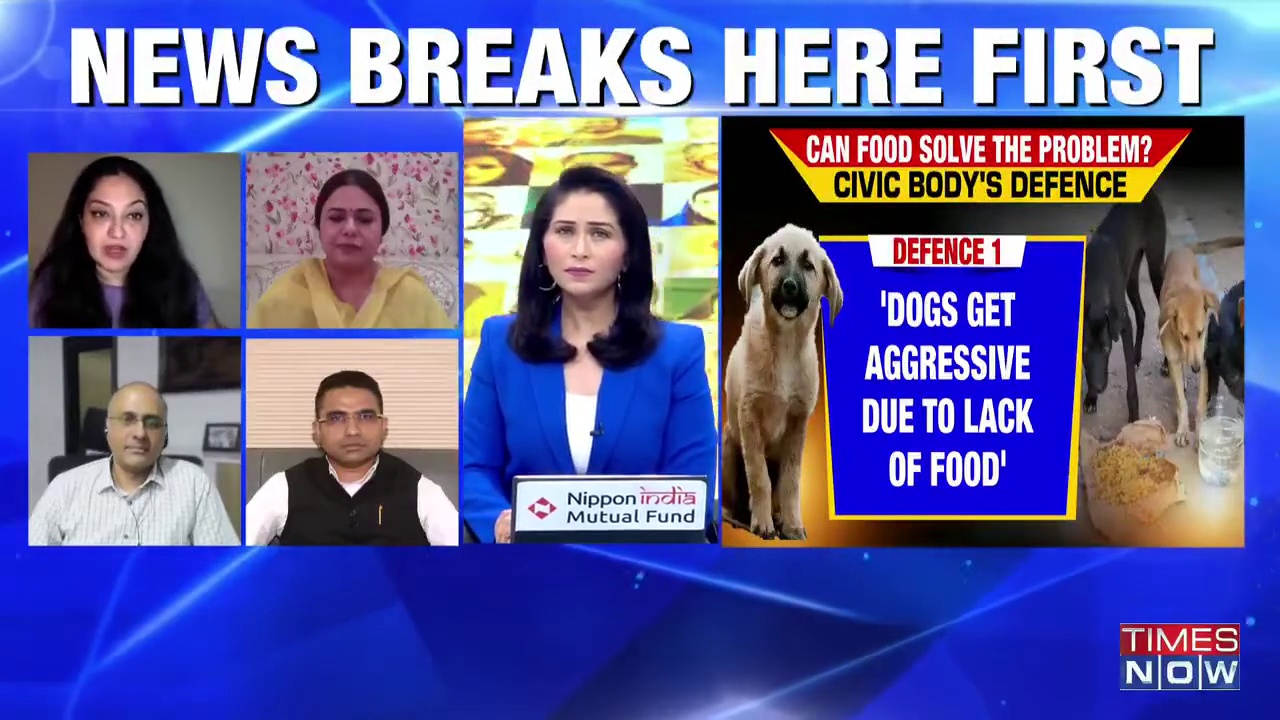 NEWS BREAKS HERE FIRST
CAN FOOD SOLVE THE PROBLEM?
CIVIC BODY'S DEFENCE
DEFENCE 1
'DOGS GET
AGGRESSIVE
DUE TO LACK
OF FOOD'
Nippon india
Mutual Fund
TIMES
NOW